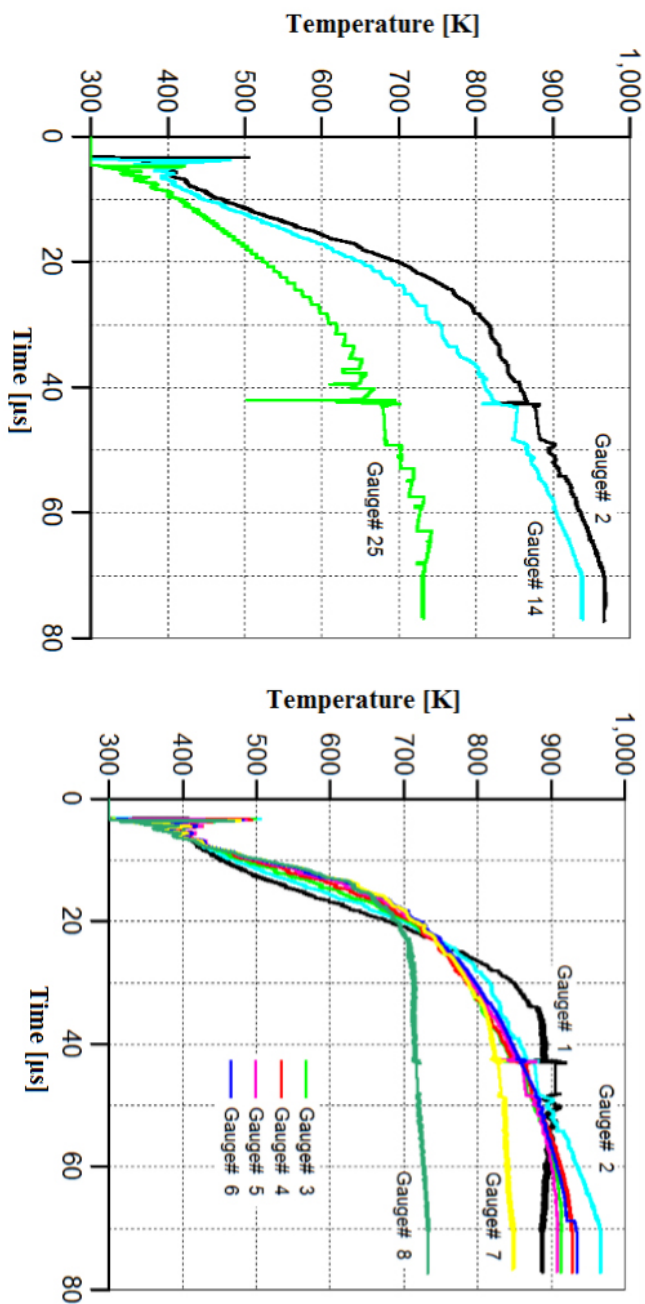 Temperature [K]
1,000
900
800
700
600
500
400
300
0
20
40
60
80
Time [µs]
Gauge# 2
Gauge# 14
Gauge# 25
Temperature [K]
1,000
900
800
700
600
500
400
300
0
20
40
60
80
Time [µs]
Gauge# 1
Gauge# 2
Gauge# 7
Gauge# 8
Gauge# 3
Gauge# 4
Gauge# 5
Gauge# 6